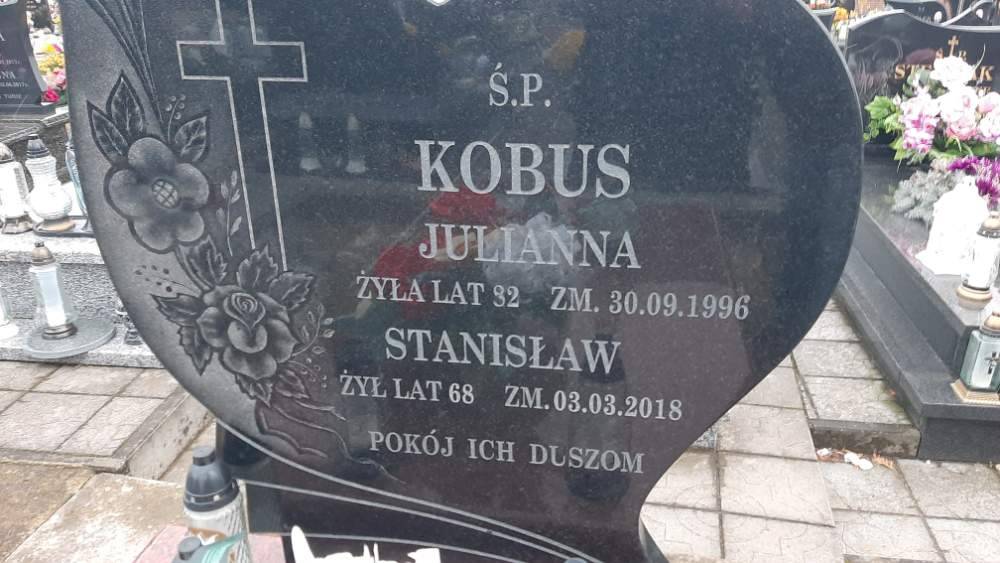 Ś.P.
KOBUS
JULIANNA
ŻYŁA LAT 82 ZM. 30.09.1996
STANISŁAW
ŻYŁ LAT 68 ZM. 03.03.2018
POKÓJ ICH DUSZOM